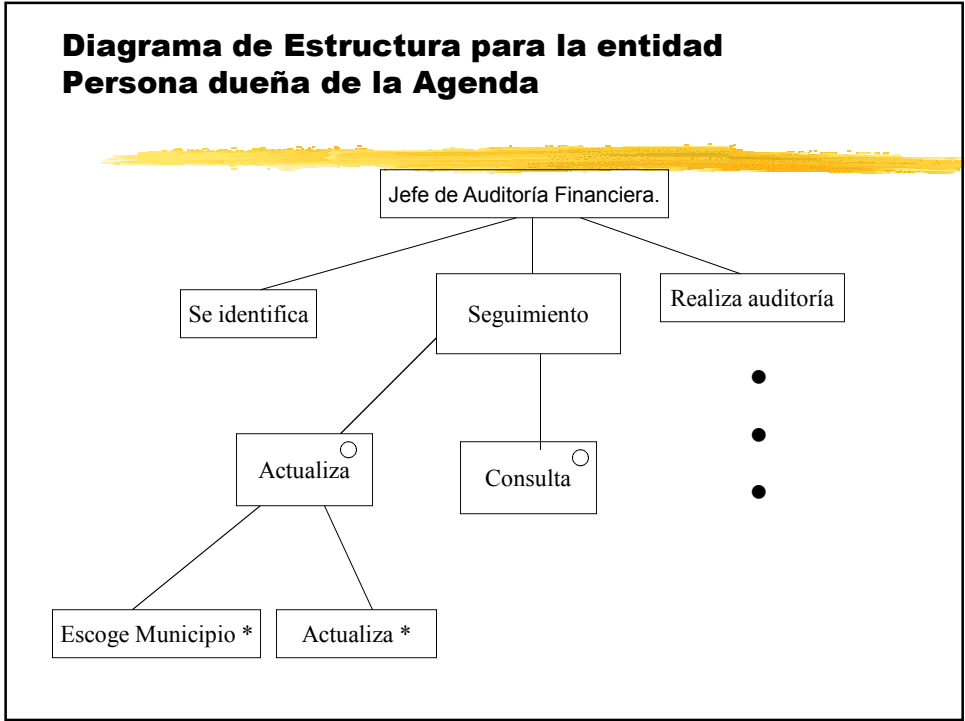 Diagrama de Estructura para la entidad
Persona dueña de la Agenda
Jefe de Auditoría Financiera.
Se identifica
Seguimiento
Realiza auditoría
Actualiza
Consulta
Escoge Municipio *
Actualiza *